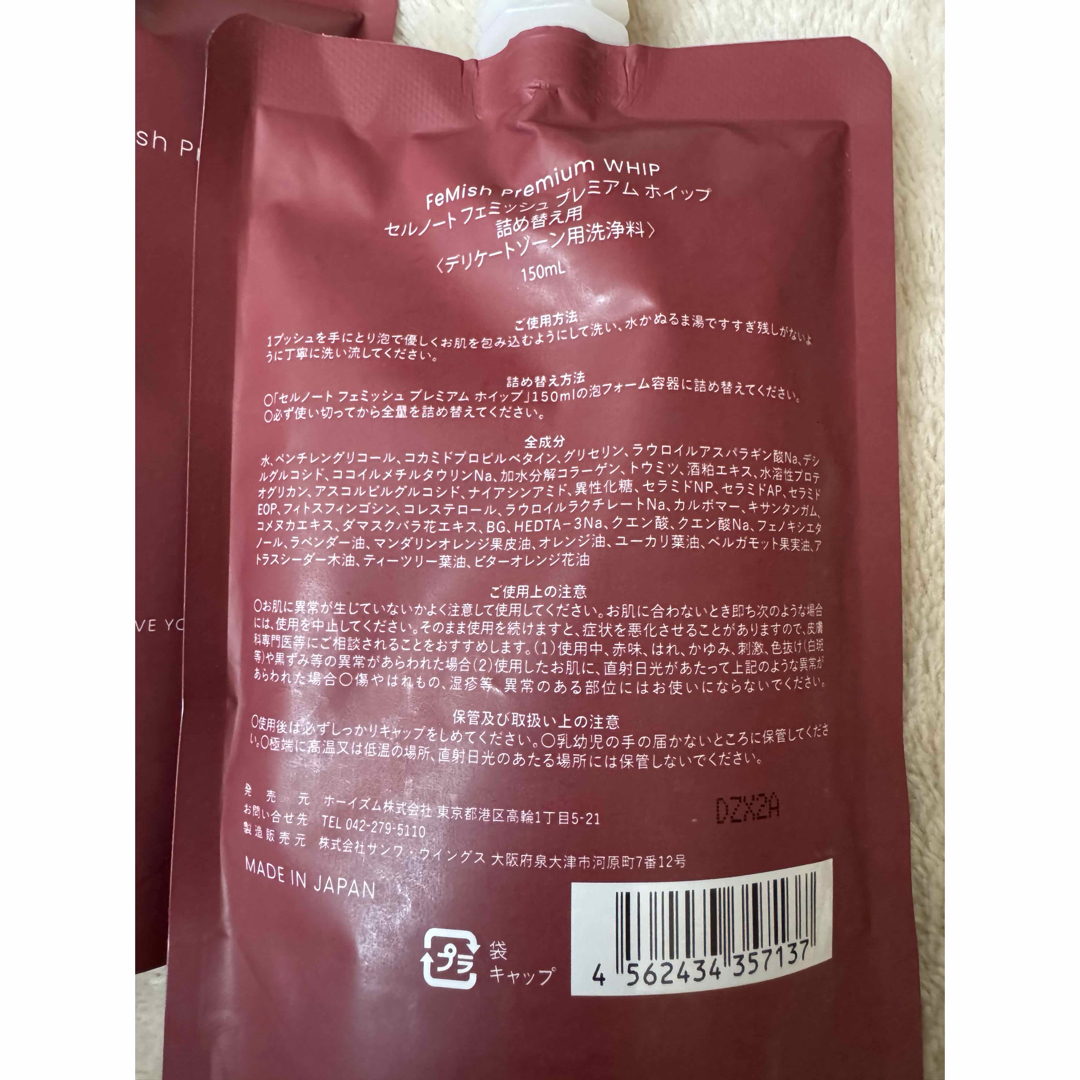 sh Pr
VE YO
FeMish Premium WHIP
セルノート フェミッシュ プレミアム ホイップ
詰め替え用
〈デリケートゾーン用洗浄料〉
150mL
ご使用方法
1プッシュを手にとり泡で優しくお肌を包み込むようにして洗い、水かぬるま湯ですすぎ残しがないよ
うに丁寧に洗い流してください。
詰め替え方法
○「セルノート フェミッシュ プレミアム ホイップ」150mlの泡フォーム容器に詰め替えてください。
○必ず使い切ってから全量を詰め替えてください。
全成分
水、ペンチレングリコール、コカミドプロピルベタイン、グリセリン、ラウロイルアスパラギン酸Na、デシ
ルグルコシド、ココイルメチルタウリンNa、加水分解コラーゲン、トウミツ、酒粕エキス、水溶性プロテ
オグリカン、アスコルビルグルコシド、ナイアシンアミド、異性化糖、セラミドNP、セラミドAP、セラミド
EOP、フィトスフィンゴシン、コレステロール、ラウロイルラクチレートNa、カルボマー、キサンタンガム、
コメヌカエキス、ダマスクバラ花エキス、BG、HEDTA-3Na、クエン酸、クエン酸Na、フェノキシエタ
ノール、ラベンダー油、マンダリンオレンジ果皮油、オレンジ油、ユーカリ葉油、ベルガモット果実油、ア
トラスシーダー木油、ティーツリー葉油、ビターオレンジ花油
ご使用上の注意
○お肌に異常が生じていないかよく注意して使用してください。お肌に合わないとき即ち次のような場合
には、使用を中止してください。そのまま使用を続けますと、症状を悪化させることがありますので、皮膚
科専門医等にご相談されることをおすすめします。(1)使用中、赤味、はれ、かゆみ、刺激、色抜け(白斑
等)や黒ずみ等の異常があらわれた場合(2)使用したお肌に、直射日光があたって上記のような異常が
あらわれた場合○傷やはれもの、湿疹等、異常のある部位にはお使いにならないでください。
保管及び取扱い上の注意
○使用後は必ずしっかりキャップをしめてください。○乳幼児の手の届かないところに保管してくださ
い。○極端に高温又は低温の場所、直射日光のあたる場所には保管しないでください。
発売元 ホーイズム株式会社 東京都港区高輪1丁目5-21
お問い合せ先 TEL 042-279-5110
製造販売元 株式会社サンワ・ウイングス 大阪府泉大津市河原町7番12号
MADE IN JAPAN
DZX2A
プラ
袋
キャップ
4 562434 357137